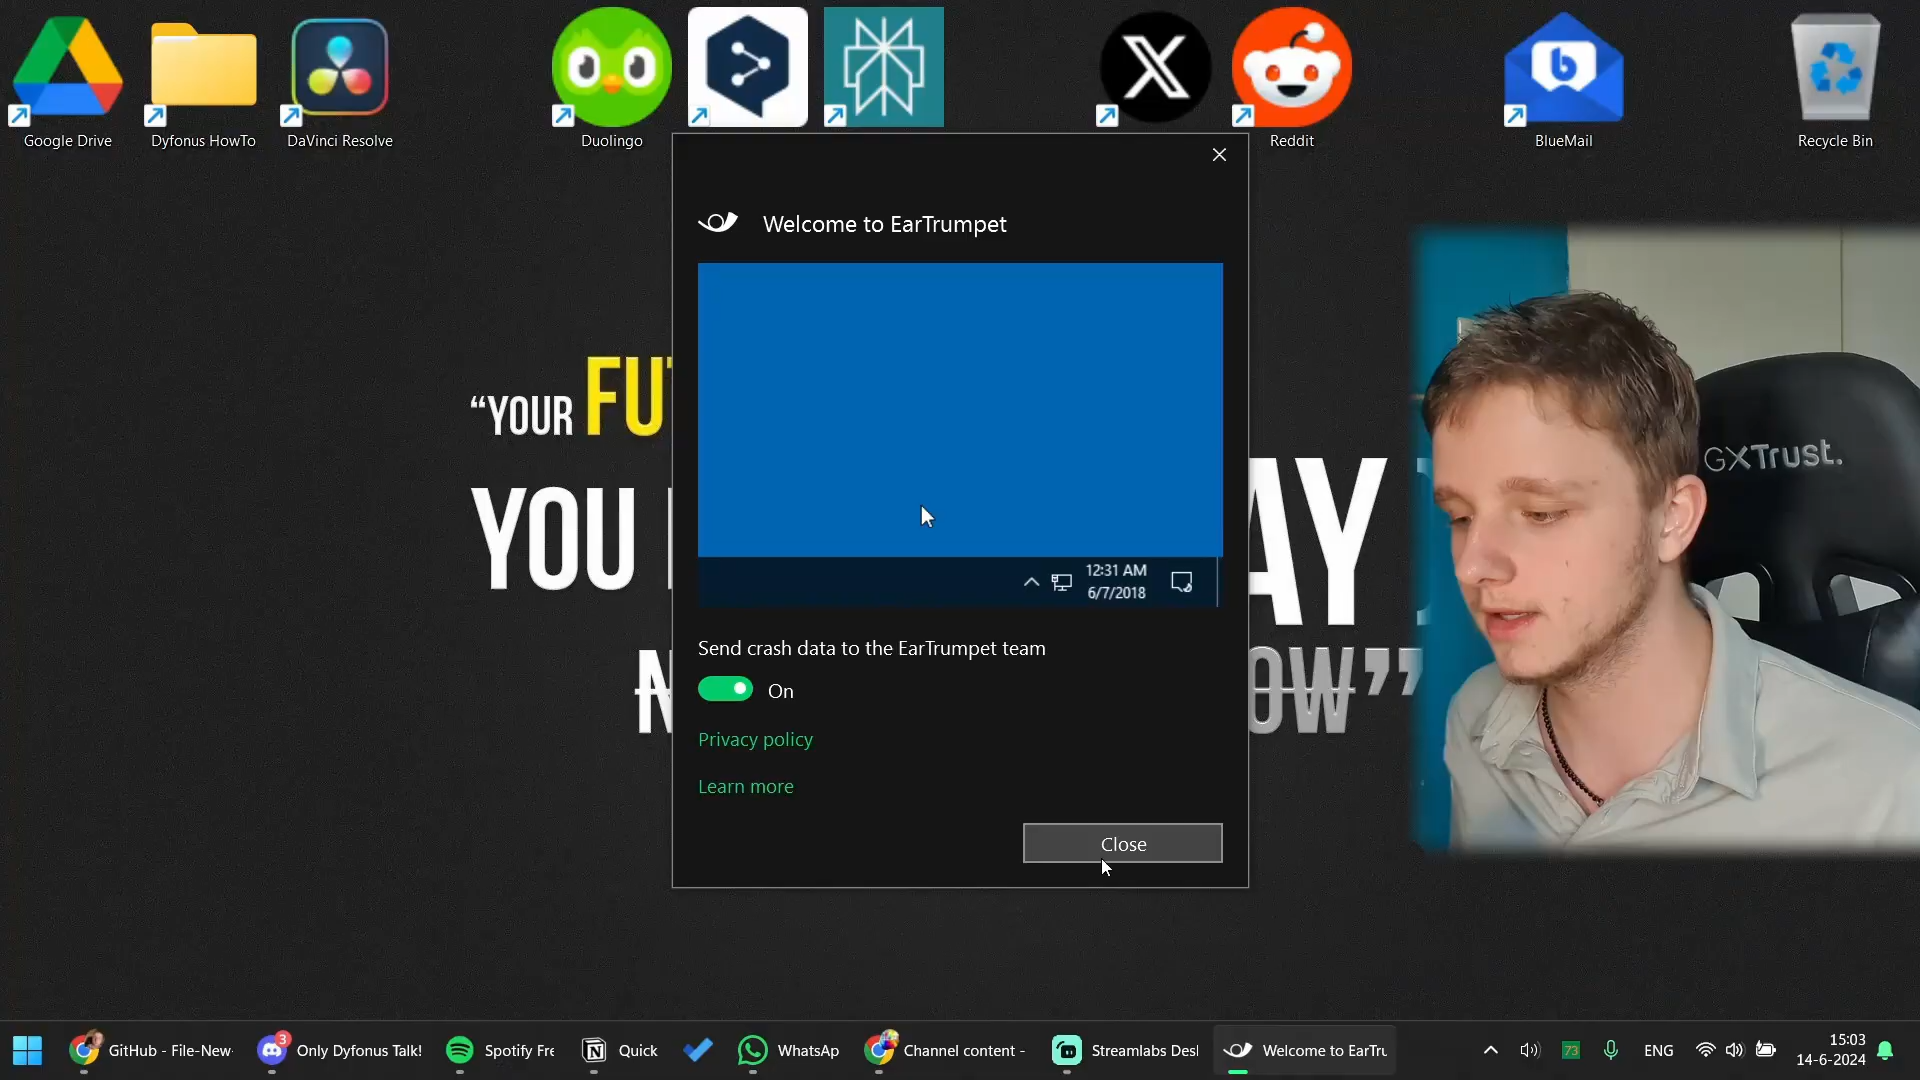 Google Drive
Dyfonus HowTo
DaVinci Resolve
Duolingo
Reddit
BlueMail
Recycle Bin
Welcome to EarTrumpet
“YOUR FU
YOU
AY
N
OW”
GXTrust.
12:31 AM
6/7/2018
Send crash data to the EarTrumpet team
On
Privacy policy
Learn more
Close
GitHub - File-New
3
Only Dyfonus Talk!
Spotify Fre
Quick
WhatsApp
Channel content -
Streamlabs Desl
Welcome to EarTru
73
ENG
15:03
14-6-2024